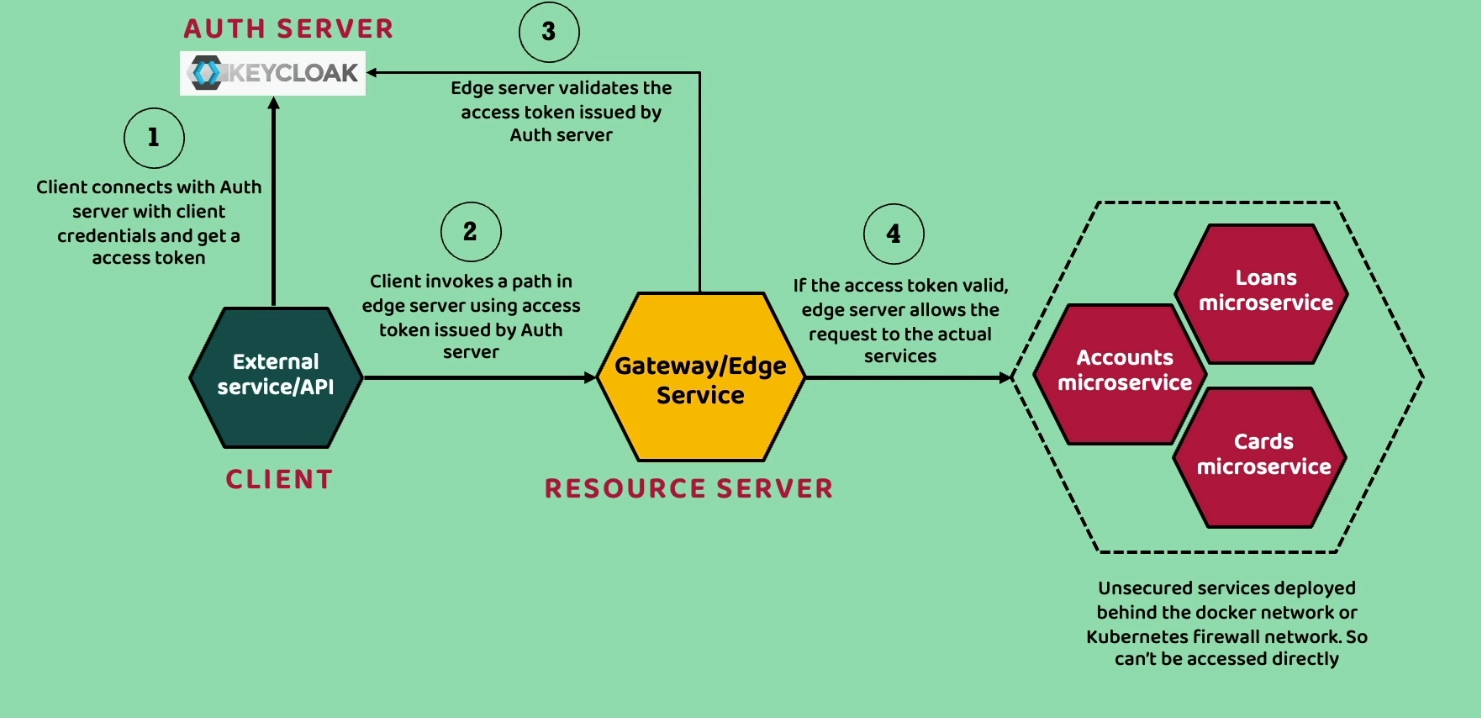 AUTH SERVER
KEYCLOAK
3
Edge server validates the
access token issued by
Auth server
1
Client connects with Auth
server with client
credentials and get a
access token
2
Client invokes a path in
edge server using access
token issued by Auth
server
4
If the access token valid,
edge server allows the
request to the actual
services
External
service/API
CLIENT
Gateway/Edge
Service
RESOURCE SERVER
Loans
microservice
Accounts
microservice
Cards
microservice
Unsecured services deployed
behind the docker network or
Kubernetes firewall network. So
can't be accessed directly